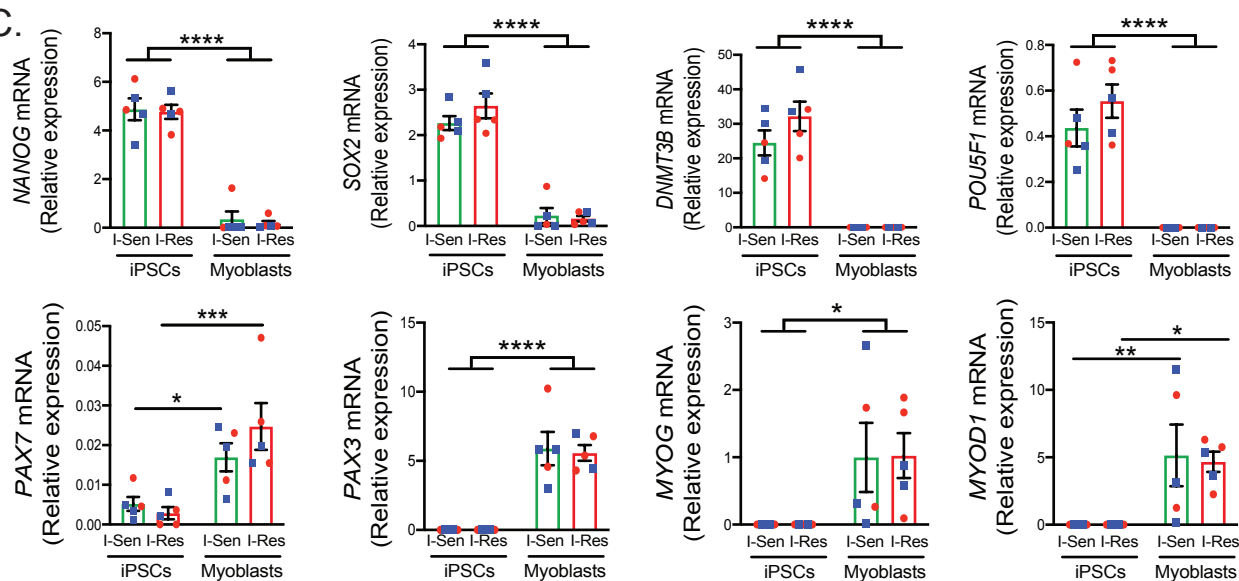 C.
NANOG mRNA
(Relative expression)
8
6
4
2
0
****
I-Sen I-Res I-Sen I-Res
iPSCs Myoblasts
SOX2 mRNA
(Relative expression)
4
3
2
1
0
****
I-Sen I-Res I-Sen I-Res
iPSCs Myoblasts
DNMT3B mRNA
(Relative expression)
50
40
30
20
10
0
****
I-Sen I-Res I-Sen I-Res
iPSCs Myoblasts
POU5F1 mRNA
(Relative expression)
0.8
0.6
0.4
0.2
0.0
****
I-Sen I-Res I-Sen I-Res
iPSCs Myoblasts
PAX7 mRNA
(Relative expression)
0.05
0.04
0.03
0.02
0.01
0.00
***
*
I-Sen I-Res I-Sen I-Res
iPSCs Myoblasts
PAX3 mRNA
(Relative expression)
15
10
5
0
****
I-Sen I-Res I-Sen I-Res
iPSCs Myoblasts
MYOG mRNA
(Relative expression)
3
2
1
0
*
I-Sen I-Res I-Sen I-Res
iPSCs Myoblasts
MYOD1 mRNA
(Relative expression)
15
10
5
0
*
**
I-Sen I-Res I-Sen I-Res
iPSCs Myoblasts